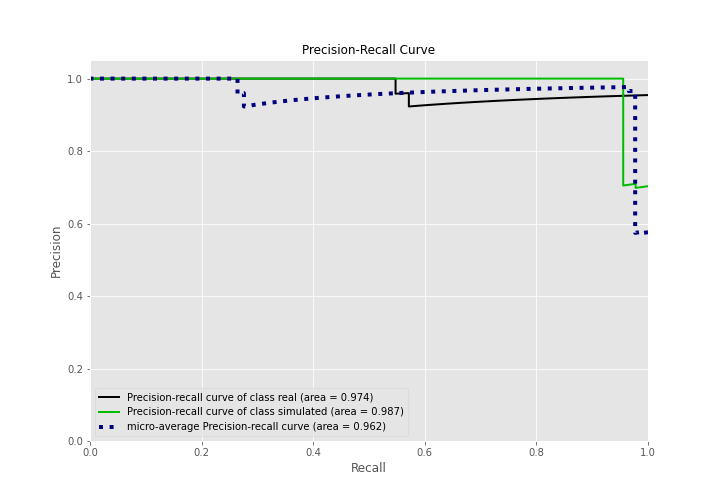 Precision-Recall Curve
1.0
0.8
0.6
0.4
0.2
0.0
Precision
Precision-recall curve of class real (area = 0.974)
Precision-recall curve of class simulated (area = 0.987)
micro-average Precision-recall curve (area = 0.962)
0.0 0.2 0.4 0.6 0.8 1.0
Recall